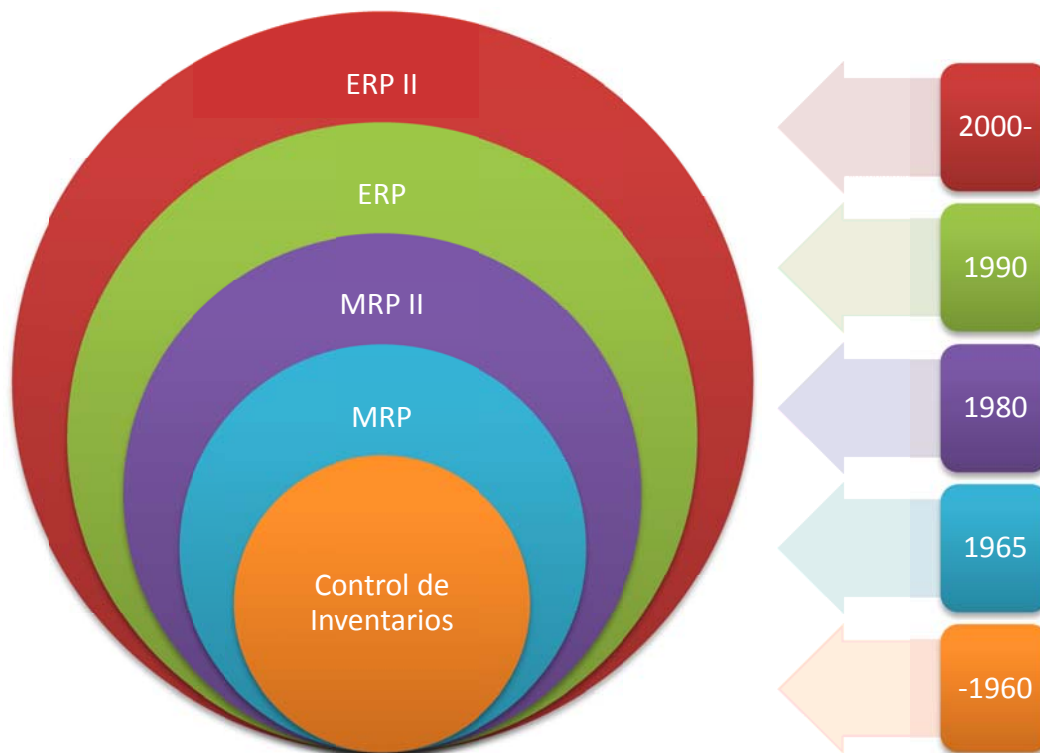 ERP II
2000-
ERP
1990
MRP II
1980
MRP
1965
Control de
Inventarios
-1960